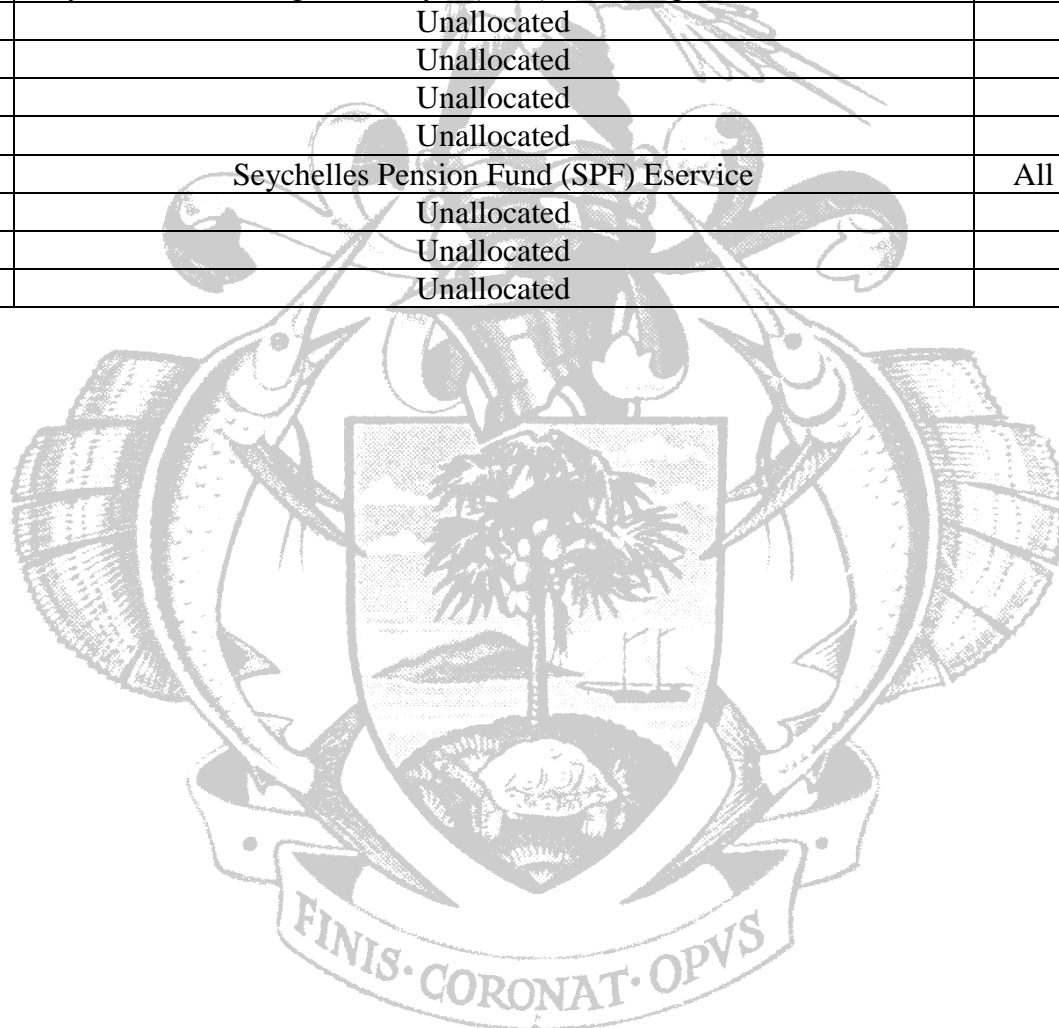 Unallocated
Unallocated
Unallocated
Unallocated
Seychelles Pension Fund (SPF) Eservice All
Unallocated
Unallocated
Unallocated
FINIS·CORONAT·OPVS